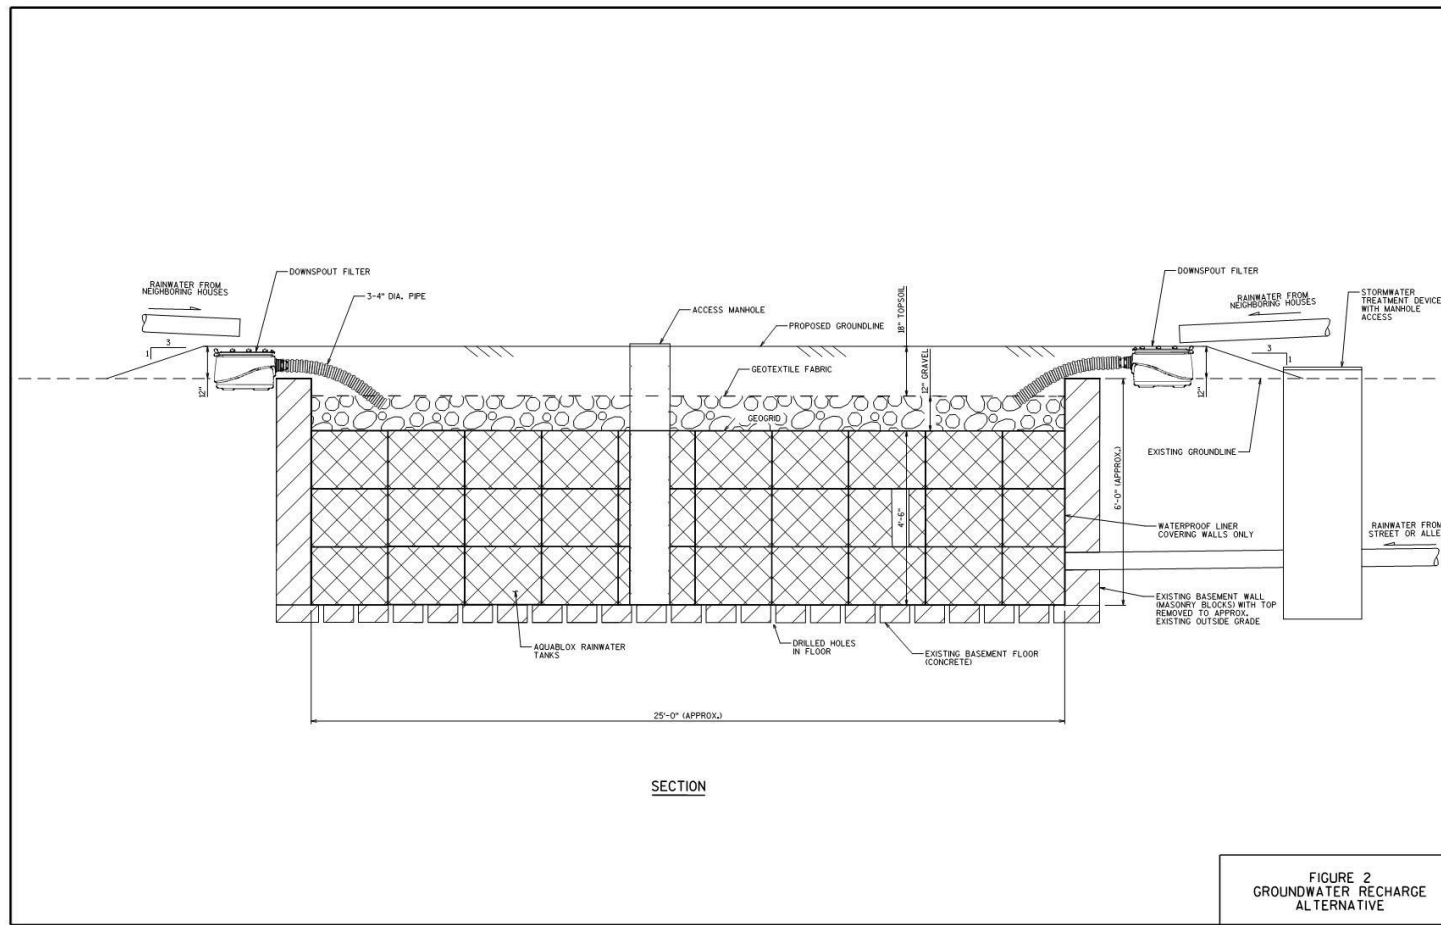 DOWNSPOUT FILTER
RAINWATER FROM
NEIGHBORING HOUSES
3-4" DIA. PIPE
ACCESS MANHOLE
PROPOSED GROUNDLINE
18" TOPSOIL
DOWNSPOUT FILTER
RAINWATER FROM
NEIGHBORING HOUSES
STORMWATER
TREATMENT DEVICE
WITH MANHOLE
ACCESS
3
1
12"
GEOTEXTILE FABRIC
12" GRAVEL
3
1
12"
GEOGRID
EXISTING GROUNDLINE
6'-0" (APPROX.)
4'-6"
WATERPROOF LINER
COVERING WALLS ONLY
RAINWATER FROM
STREET OR ALLE
EXISTING BASEMENT WALL
(MASONRY BLOCKS) WITH TOP
REMOVED TO APPROX.
EXISTING OUTSIDE GRADE
AQUABLOX RAINWATER
TANKS
DRILLED HOLES
IN FLOOR
EXISTING BASEMENT FLOOR
(CONCRETE)
25'-0" (APPROX.)
SECTION
FIGURE 2
GROUNDWATER RECHARGE
ALTERNATIVE